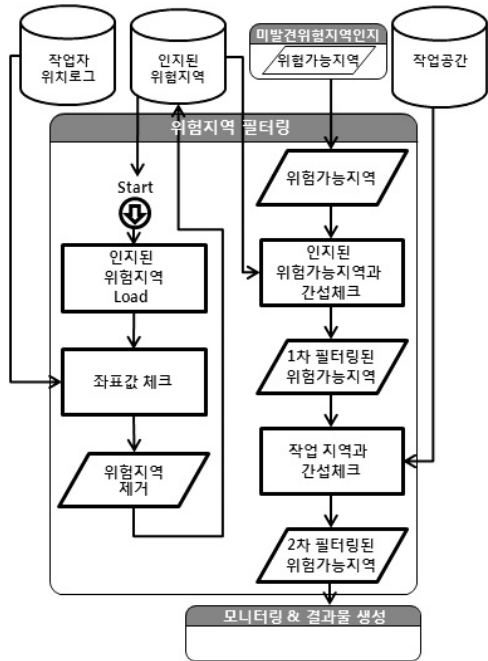 작업자
위치로그
인지된
위험지역
미발견위험지역인지
위험가능지역
작업공간
위험지역 필터링
Start
인지된
위험지역
Load
좌표값 체크
위험지역
제거
위험가능지역
인지된
위험가능지역과
간섭체크
1차 필터링된
위험가능지역
작업 지역과
간섭체크
2차 필터링된
위험가능지역
모니터링 & 결과물 생성